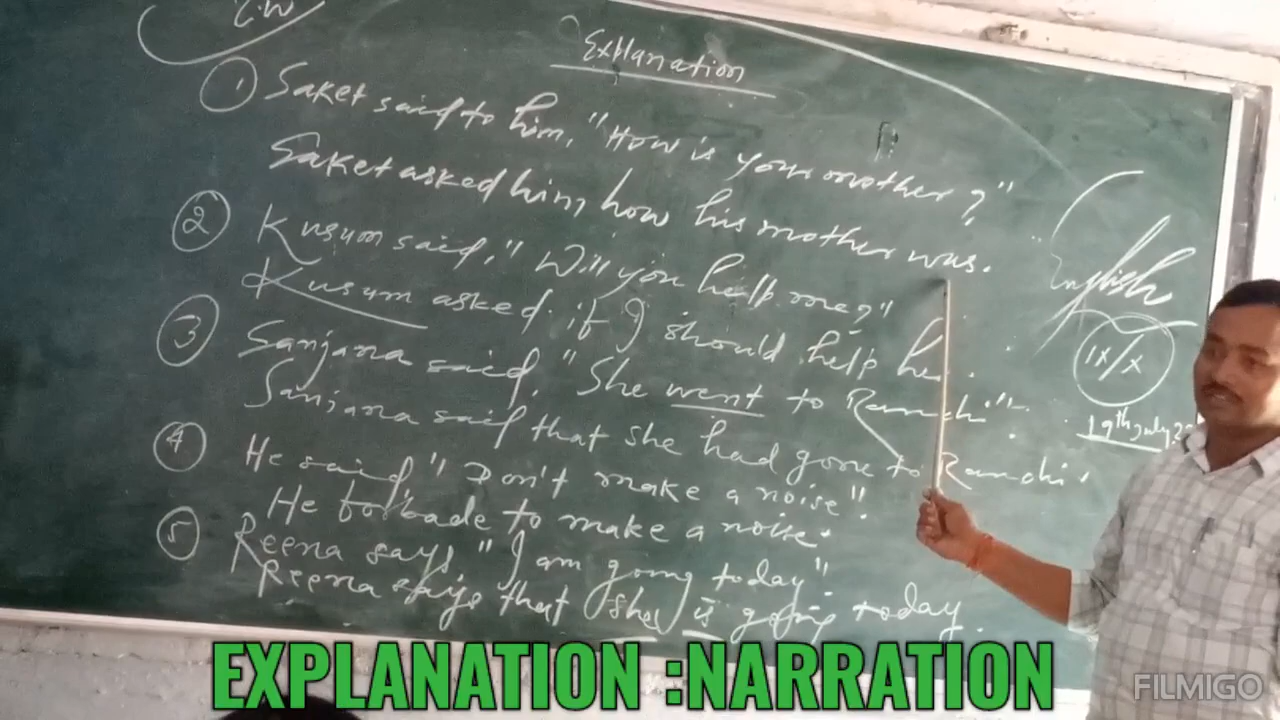 C.W
Explanation
1 Saket said to him, "How is your mother?"
Saket asked him how his mother was.
2 Kusum said, "Will you help me?"
Kusum asked if I should help her.
3 Sanjana said, "She went to Ranchi".
Sanjana said that she had gone to Ranchi.
4 He said, "Don't make a noise".
He forbade to make a noise.
5 Reena says, "I am going today".
Reena says that she is going today.
English
IX/X
19th July
EXPLANATION :NARRATION
FILMIGO